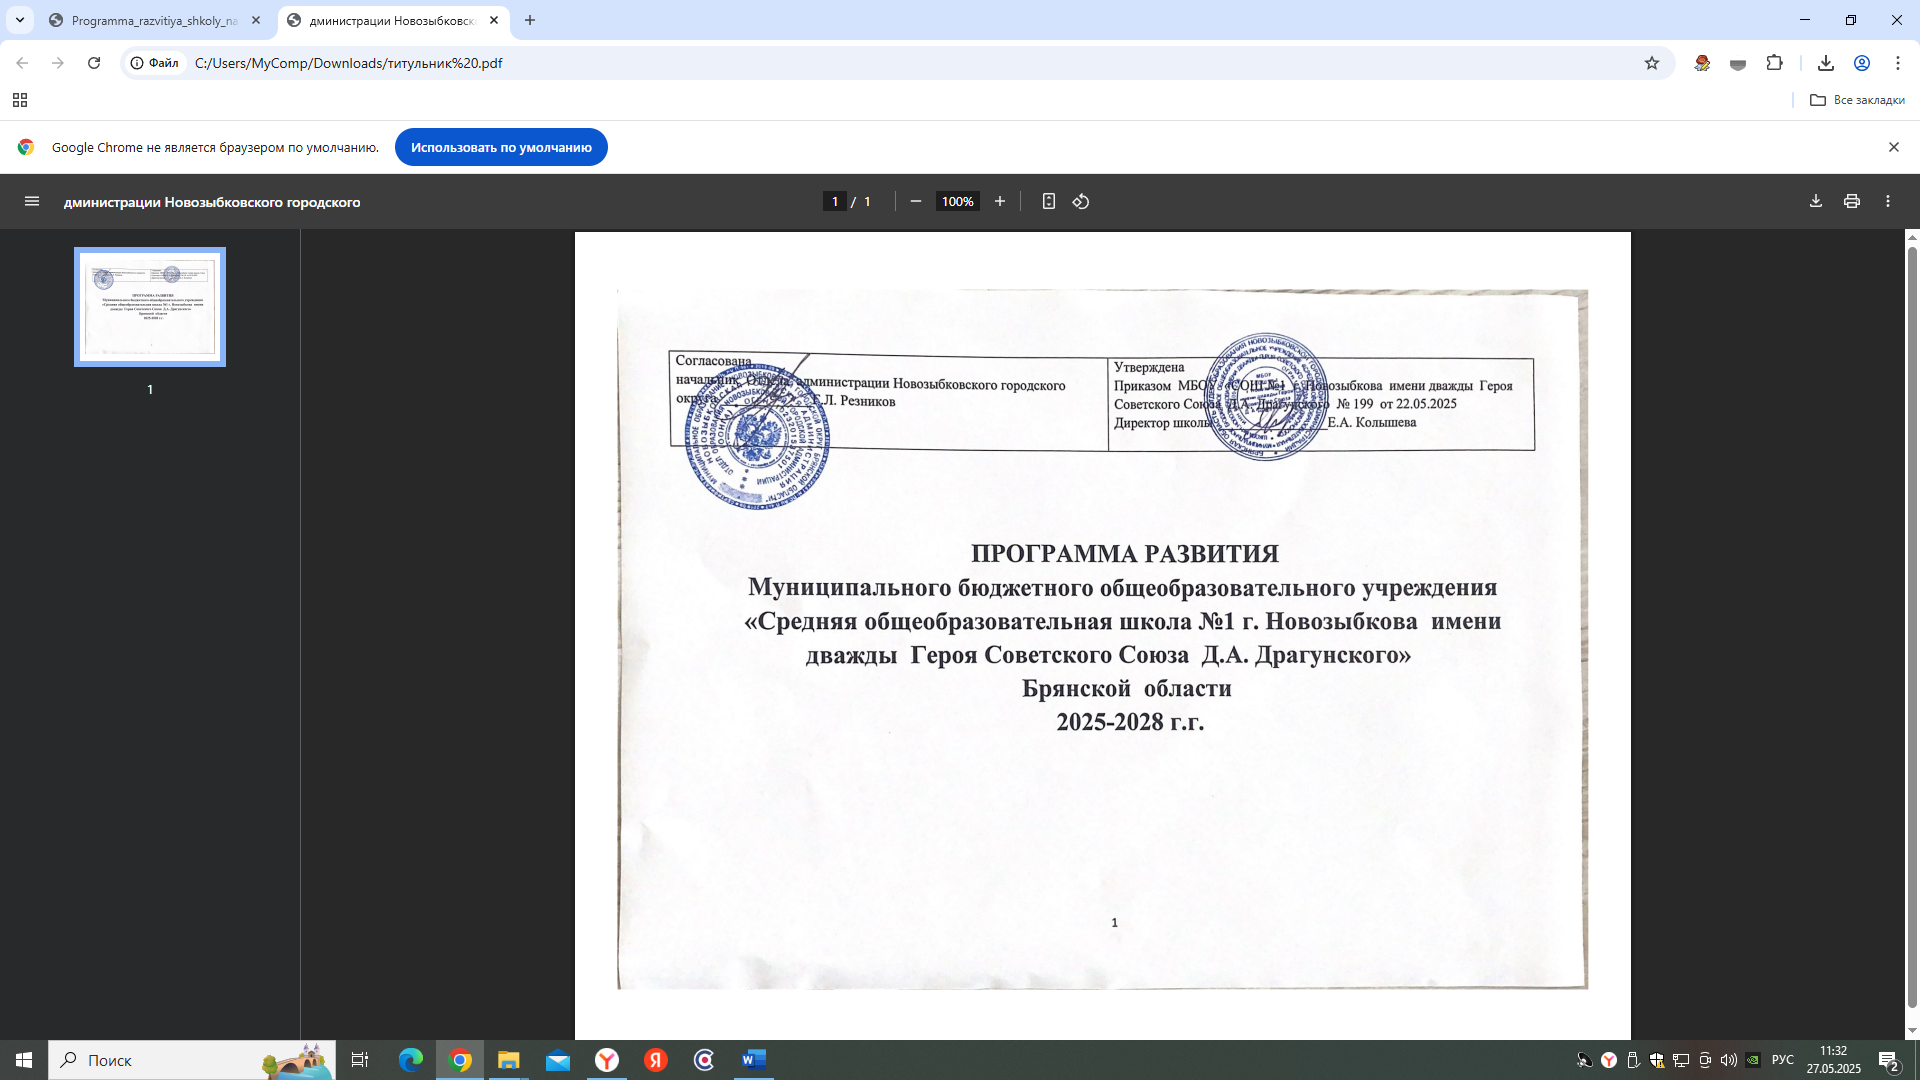 Programma_razvitiya_shkoly_na
дминистрации Новозыбковск
Файл
C:/Users/MyComp/Downloads/титульник%20.pdf
Все закладки
Google Chrome не является браузером по умолчанию.
Использовать по умолчанию
дминистрации Новозыбковского городского
1 / 1
100%
1
Согласована
начальник Отдела администрации Новозыбковского городского
округа Г.Л. Резников
Утверждена
Приказом МБОУ «СОШ №1 г. Новозыбкова имени дважды Героя
Советского Союза Д.А. Драгунского № 199 от 22.05.2025
Директор школы Е.А. Колышева
ПРОГРАММА РАЗВИТИЯ
Муниципального бюджетного общеобразовательного учреждения
«Средняя общеобразовательная школа №1 г. Новозыбкова имени
дважды Героя Советского Союза Д.А. Драгунского»
Брянской области
2025-2028 г.г.
1
Поиск
РУС
11:32
27.05.2025
2